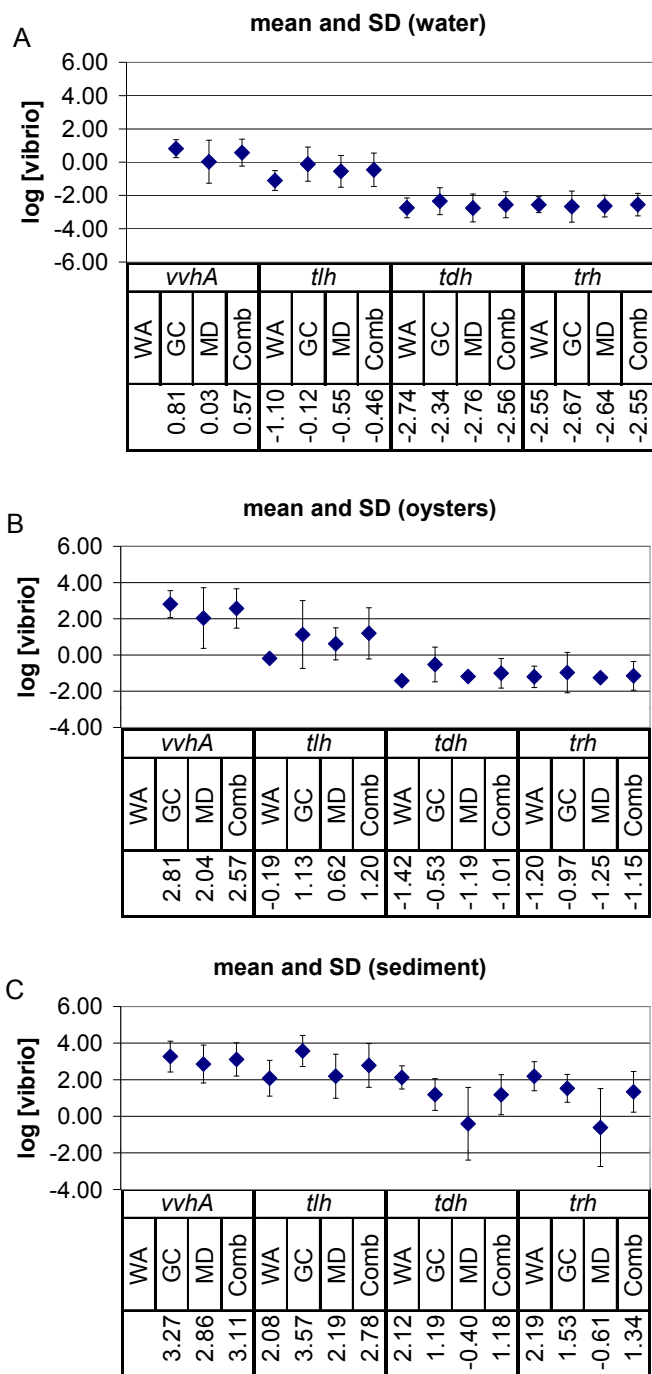 A
mean and SD (water)
6.00
4.00
2.00
0.00
-2.00
-4.00
-6.00
log [vibrio]
vvhA tlh tdh trh
WA GC MD Comb WA GC MD Comb WA GC MD Comb WA GC MD Comb
0.81 0.03 0.57 -1.10 -0.12 -0.55 -0.46 -2.74 -2.34 -2.76 -2.56 -2.55 -2.67 -2.64 -2.55
B
mean and SD (oysters)
6.00
4.00
2.00
0.00
-2.00
-4.00
log [vibrio]
vvhA tlh tdh trh
WA GC MD Comb WA GC MD Comb WA GC MD Comb WA GC MD Comb
2.81 2.04 2.57 -0.19 1.13 0.62 1.20 -1.42 -0.53 -1.19 -1.01 -1.20 -0.97 -1.25 -1.15
C
mean and SD (sediment)
6.00
4.00
2.00
0.00
-2.00
-4.00
log [vibrio]
vvhA tlh tdh trh
WA GC MD Comb WA GC MD Comb WA GC MD Comb WA GC MD Comb
3.27 2.86 3.11 2.08 3.57 2.19 2.78 2.12 1.19 -0.40 1.18 2.19 1.53 -0.61 1.34